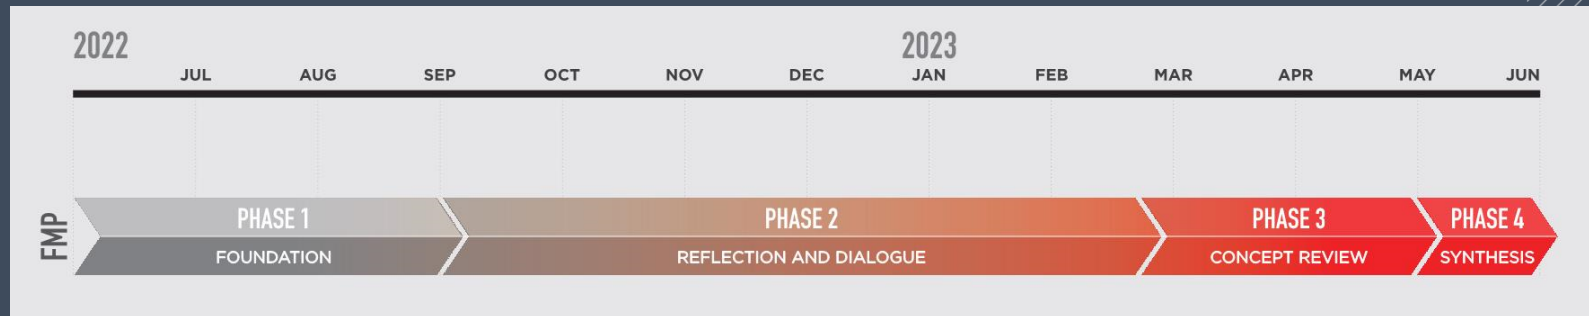 2022 2023
JUL AUG SEP OCT NOV DEC JAN FEB MAR APR MAY JUN
FMP
PHASE 1 PHASE 2 PHASE 3 PHASE 4
FOUNDATION REFLECTION AND DIALOGUE CONCEPT REVIEW SYNTHESIS